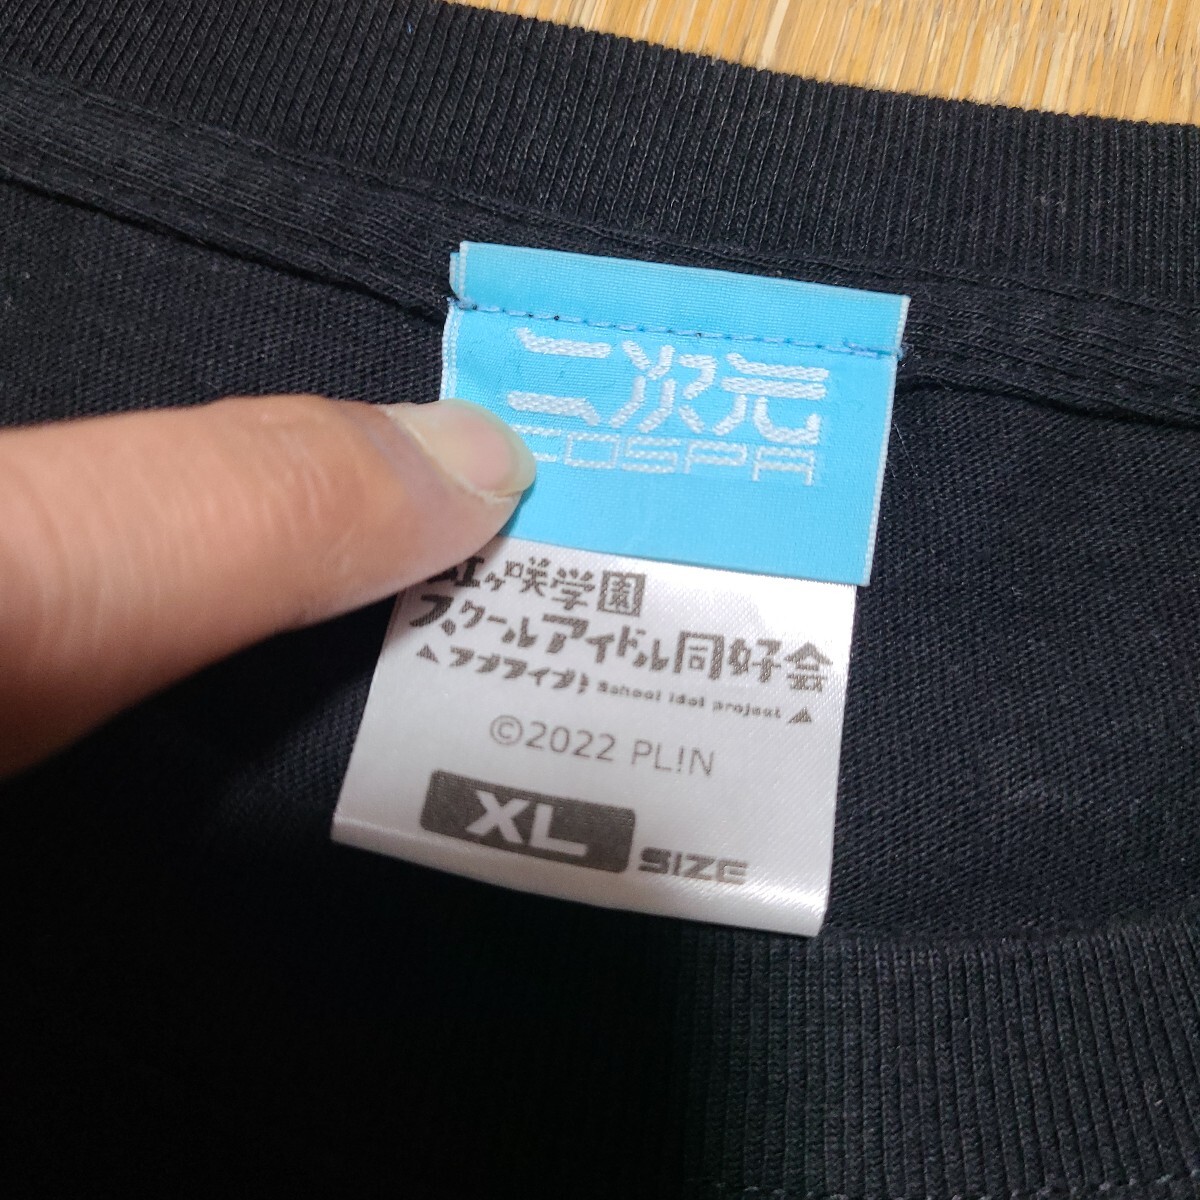 二次元
COSPA
虹ヶ咲学園
スクールアイドル同好会
ラブライブ! School idol project
©2022 PL!N
XL SIZE